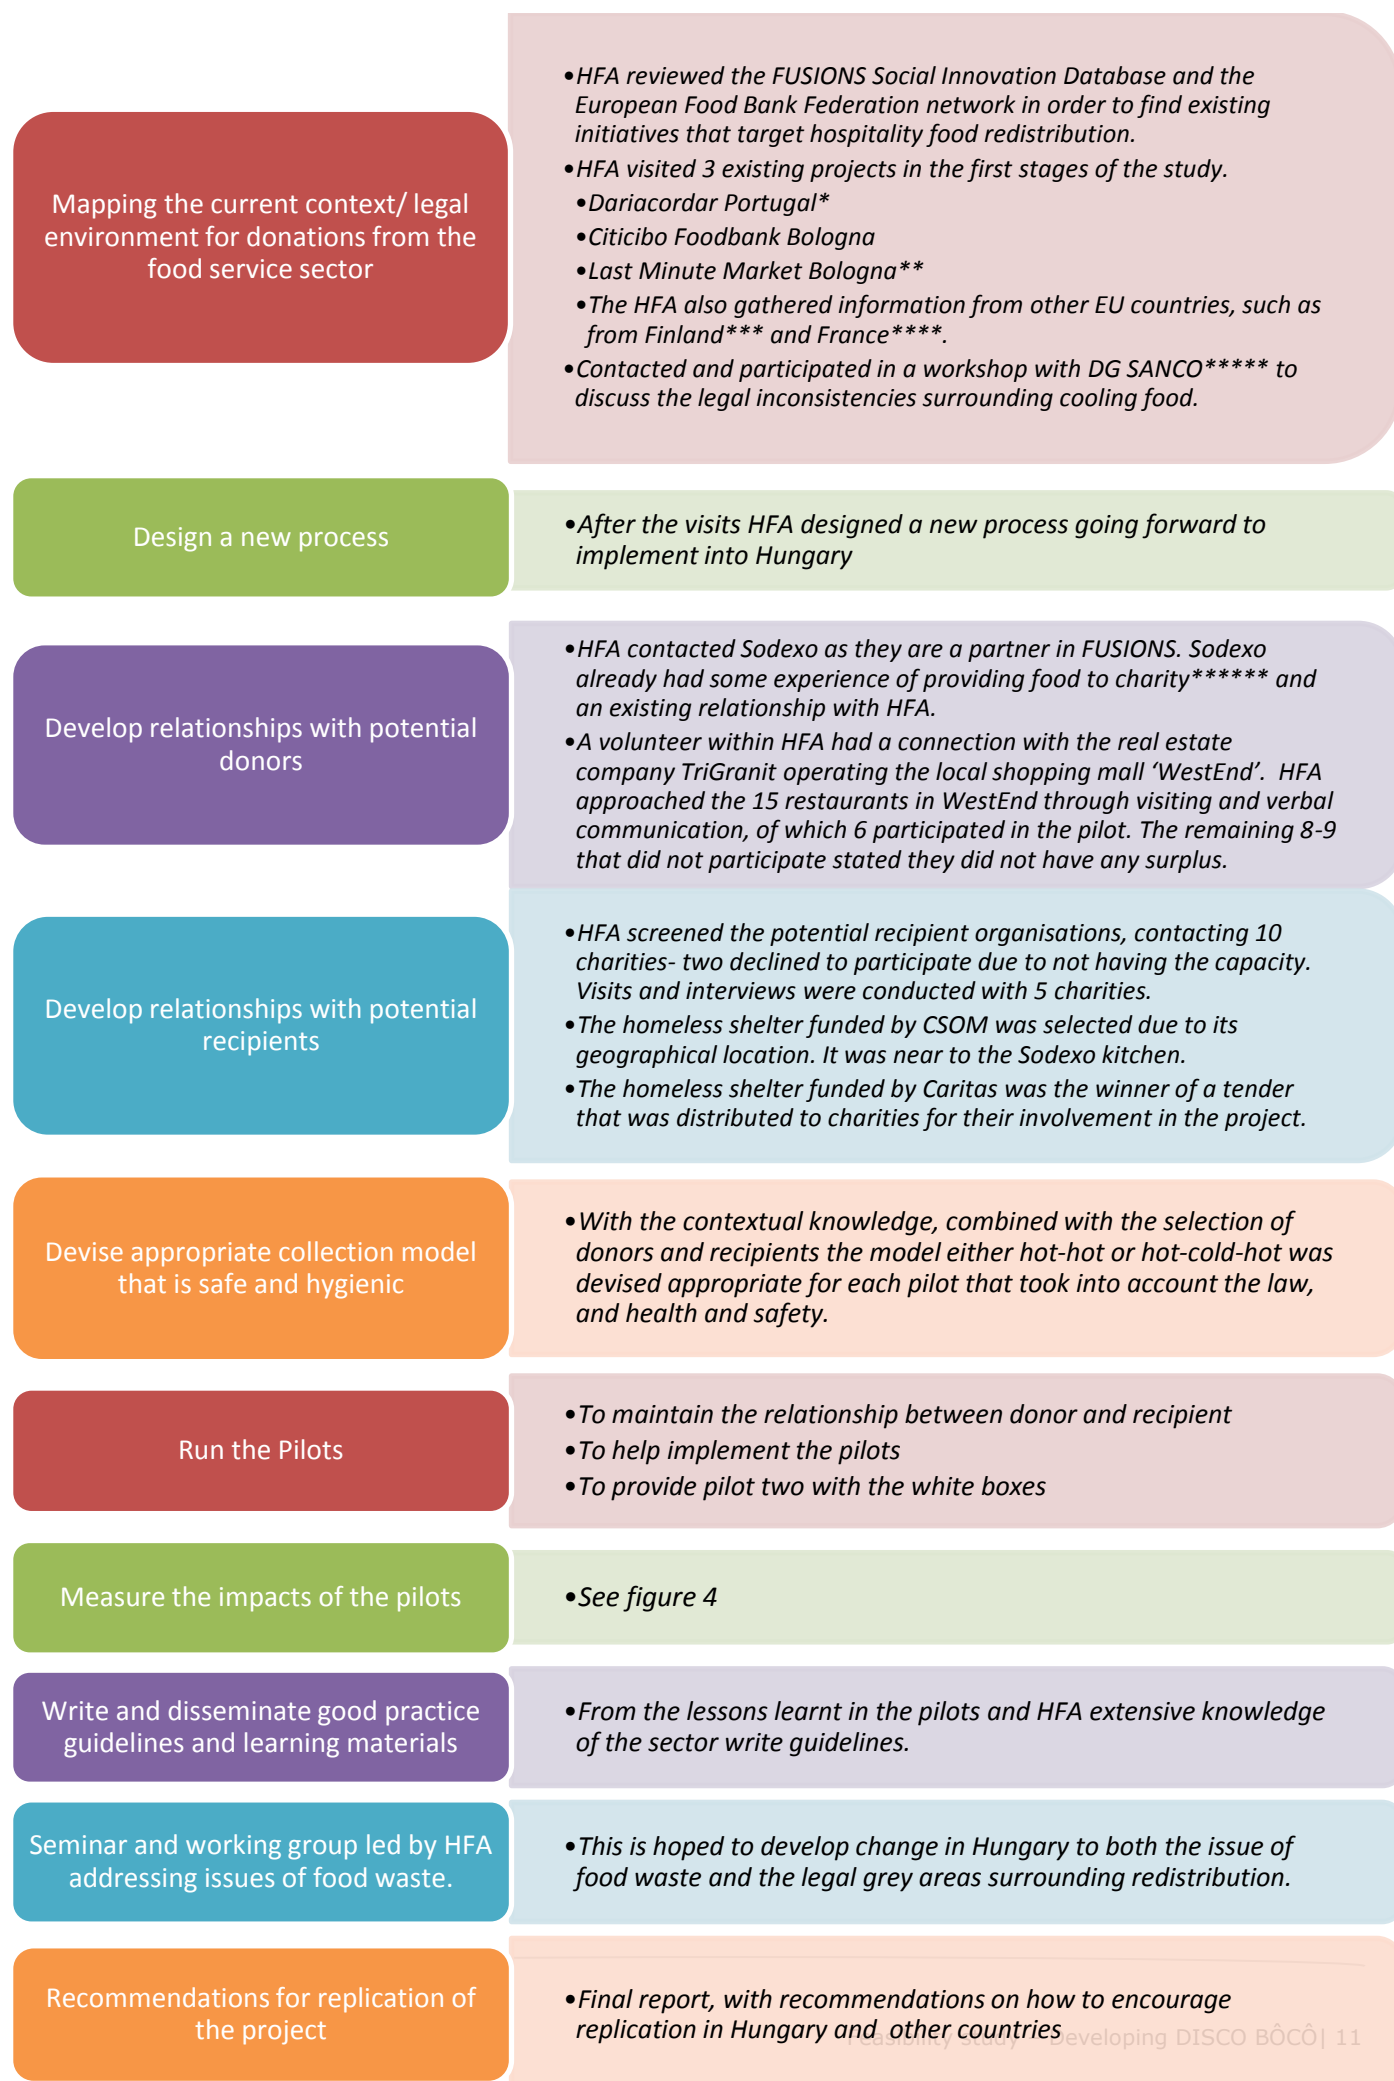 Mapping the current context/ legal
environment for donations from the
food service sector
•HFA reviewed the FUSIONS Social Innovation Database and the
European Food Bank Federation network in order to find existing
initiatives that target hospitality food redistribution.
•HFA visited 3 existing projects in the first stages of the study.
•Dariacordar Portugal*
•Citicibo Foodbank Bologna
•Last Minute Market Bologna**
•The HFA also gathered information from other EU countries, such as
from Finland*** and France****.
•Contacted and participated in a workshop with DG SANCO***** to
discuss the legal inconsistencies surrounding cooling food.
Design a new process
•After the visits HFA designed a new process going forward to
implement into Hungary
Develop relationships with potential
donors
•HFA contacted Sodexo as they are a partner in FUSIONS. Sodexo
already had some experience of providing food to charity****** and
an existing relationship with HFA.
•A volunteer within HFA had a connection with the real estate
company TriGranit operating the local shopping mall ‘WestEnd’. HFA
approached the 15 restaurants in WestEnd through visiting and verbal
communication, of which 6 participated in the pilot. The remaining 8-9
that did not participate stated they did not have any surplus.
Develop relationships with potential
recipients
•HFA screened the potential recipient organisations, contacting 10
charities- two declined to participate due to not having the capacity.
Visits and interviews were conducted with 5 charities.
•The homeless shelter funded by CSOM was selected due to its
geographical location. It was near to the Sodexo kitchen.
•The homeless shelter funded by Caritas was the winner of a tender
that was distributed to charities for their involvement in the project.
Devise appropriate collection model
that is safe and hygienic
•With the contextual knowledge, combined with the selection of
donors and recipients the model either hot-hot or hot-cold-hot was
devised appropriate for each pilot that took into account the law,
and health and safety.
Run the Pilots
•To maintain the relationship between donor and recipient
•To help implement the pilots
•To provide pilot two with the white boxes
Measure the impacts of the pilots
•See figure 4
Write and disseminate good practice
guidelines and learning materials
•From the lessons learnt in the pilots and HFA extensive knowledge
of the sector write guidelines.
Seminar and working group led by HFA
addressing issues of food waste.
•This is hoped to develop change in Hungary to both the issue of
food waste and the legal grey areas surrounding redistribution.
Recommendations for replication of
the project
•Final report, with recommendations on how to encourage
replication in Hungary and other countries
Feasibility study – Developing DISCO BÔCÔ| 11